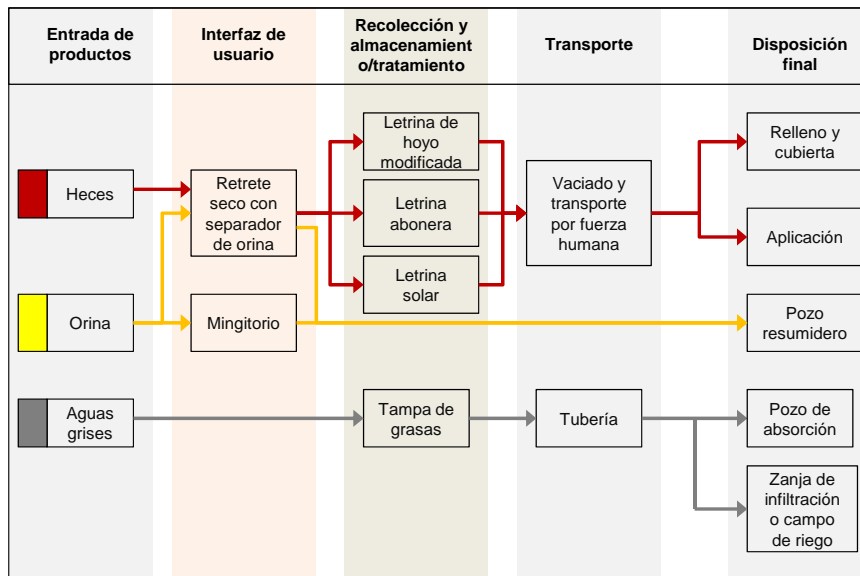 Entrada de
productos
Interfaz de
usuario
Recolección y
almacenamient
o/tratamiento
Transporte
Disposición
final
Heces
Retrete
seco con
separador
de orina
Letrina de
hoyo
modificada
Letrina
abonera
Letrina
solar
Vaciado y
transporte
por fuerza
humana
Relleno y
cubierta
Aplicación
Orina
Mingitorio
Pozo
resumidero
Aguas
grises
Tampa de
grasas
Tubería
Pozo de
absorción
Zanja de
infiltración
o campo
de riego